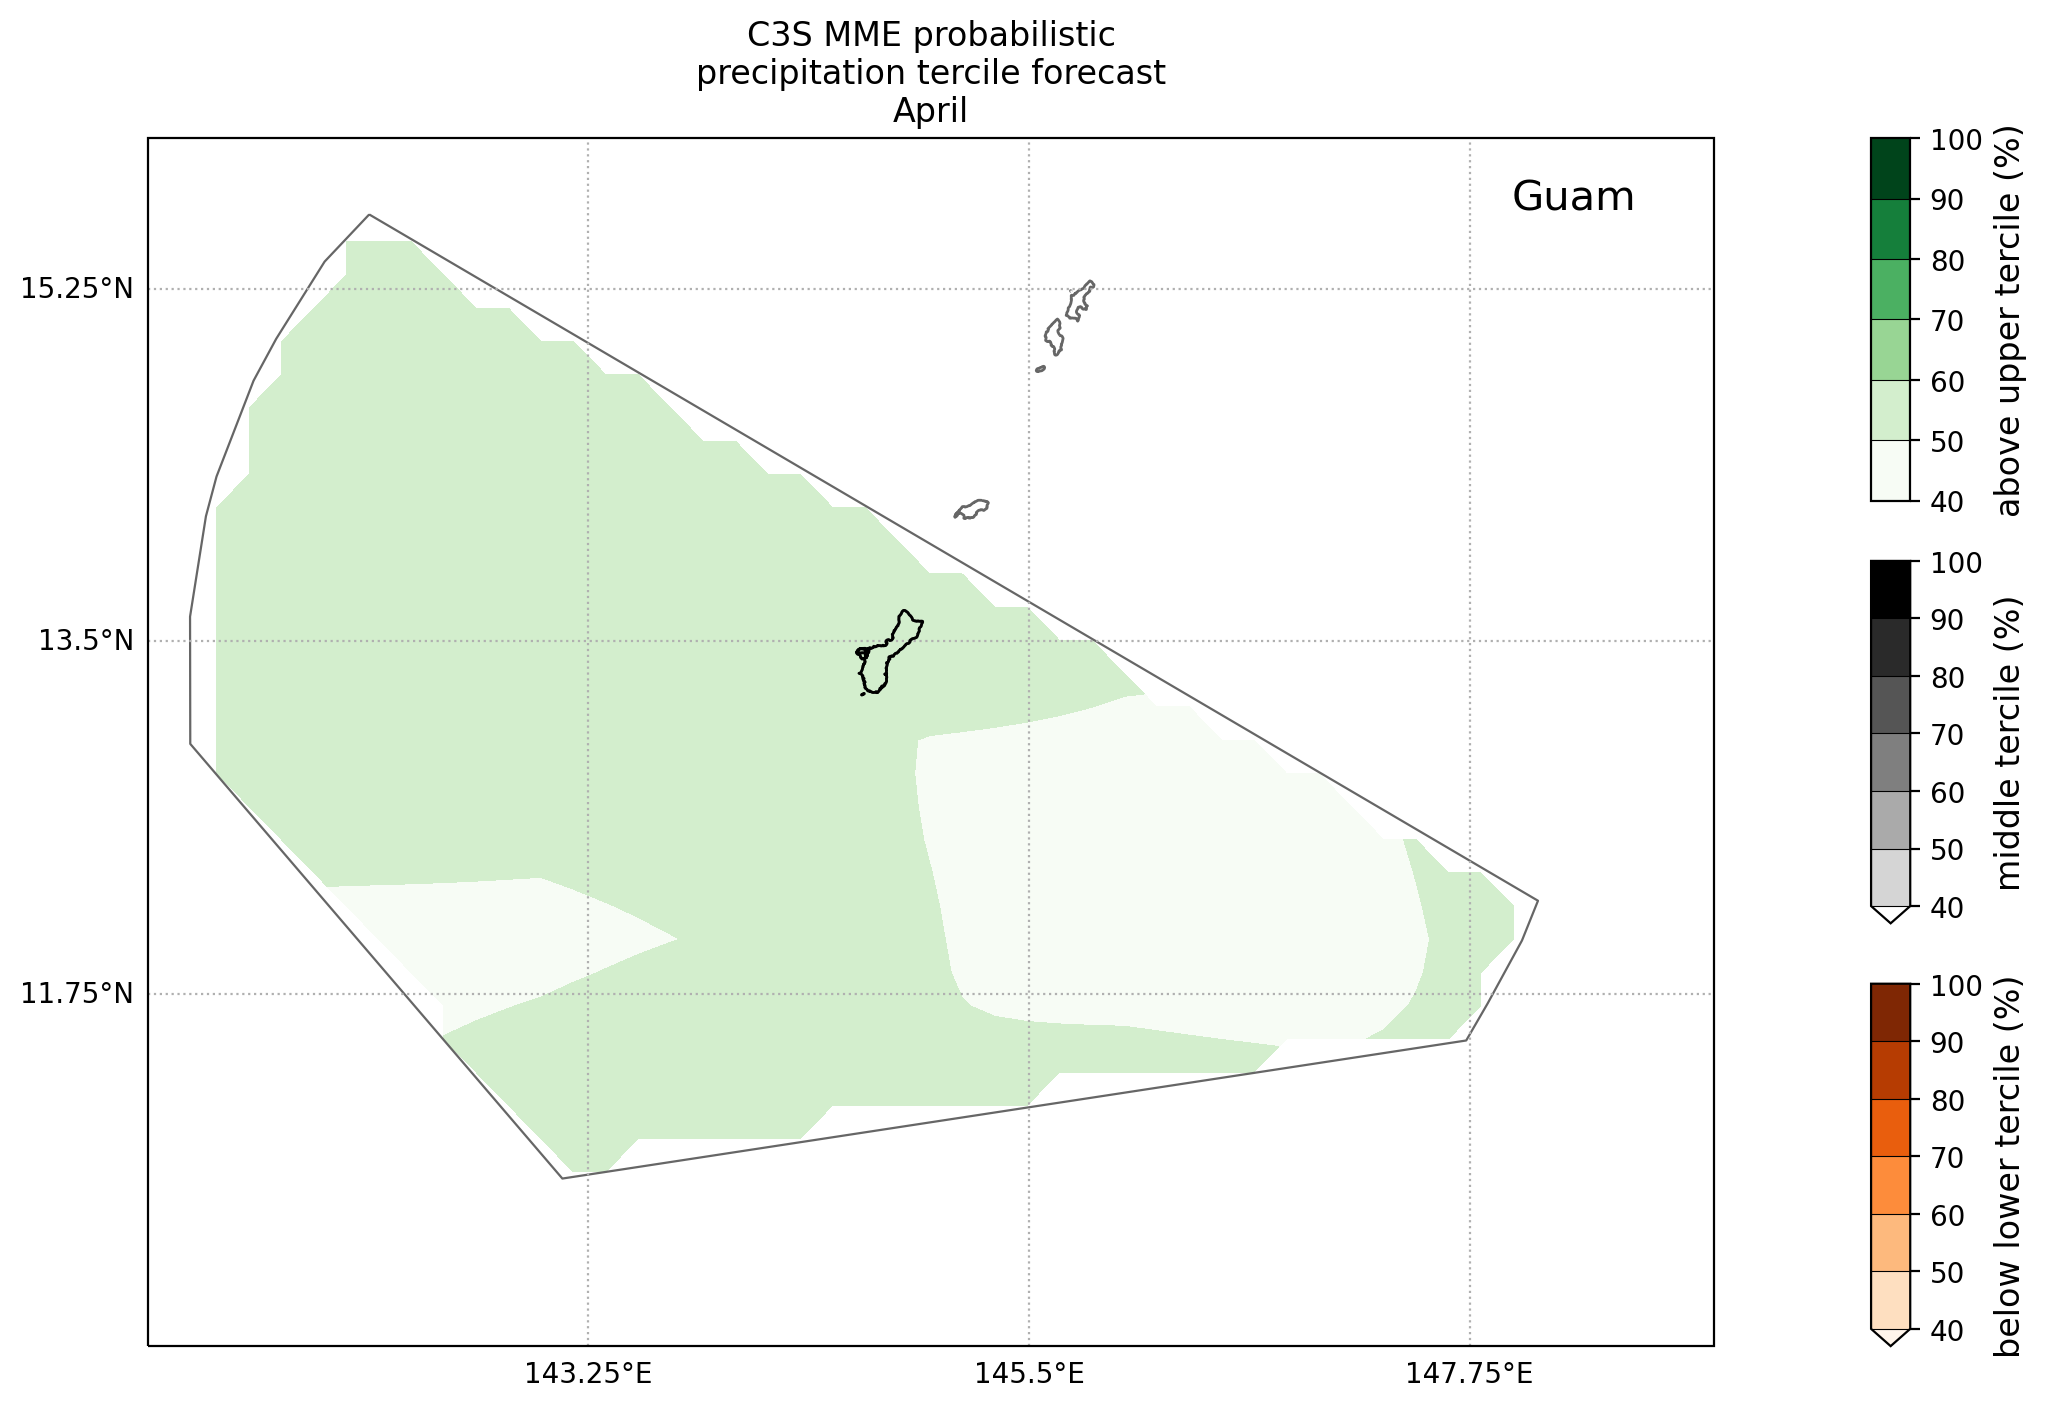 C3S MME probabilistic
precipitation tercile forecast
April
Guam
15.25°N
13.5°N
11.75°N
143.25°E
145.5°E
147.75°E
100
90
80
70
60
50
40
above upper tercile (%)
100
90
80
70
60
50
40
middle tercile (%)
100
90
80
70
60
50
40
below lower tercile (%)